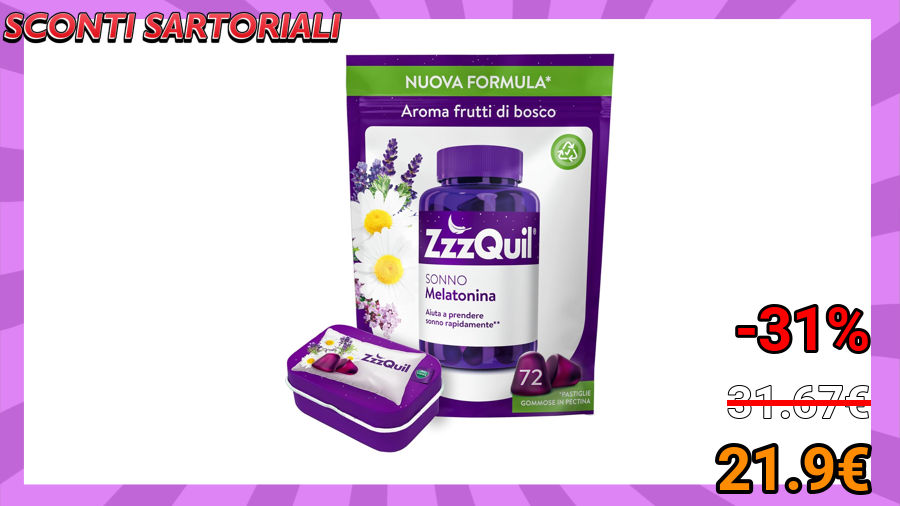 SCONTI SARTORIALI
NUOVA FORMULA*
Aroma frutti di bosco
ZzzQuil®
SONNO
Melatonina
Aiuta a prendere
sonno rapidamente**
ZzzQuil
72
*PASTIGLIE
GOMMOSE IN PECTINA
-31%
31.67€
21.9€